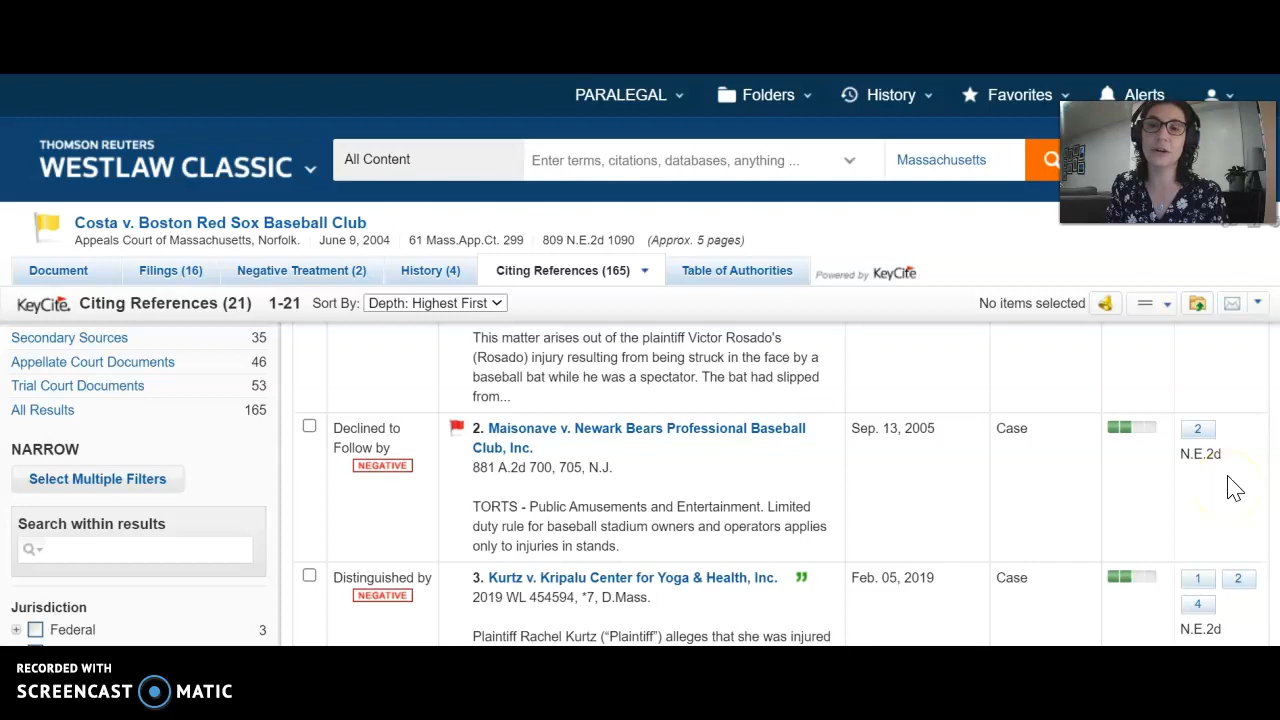 PARALEGAL Folders History Favorites Alerts
THOMSON REUTERS
WESTLAW CLASSIC
All Content Enter terms, citations, databases, anything ... Massachusetts
Costa v. Boston Red Sox Baseball Club
Appeals Court of Massachusetts, Norfolk. June 9, 2004 61 Mass.App.Ct. 299 809 N.E.2d 1090 (Approx. 5 pages)
Document Filings (16) Negative Treatment (2) History (4) Citing References (165) Table of Authorities Powered by KeyCite
KeyCite. Citing References (21) 1-21 Sort By: Depth: Highest First No items selected
Secondary Sources 35
Appellate Court Documents 46
Trial Court Documents 53
All Results 165
NARROW
Select Multiple Filters
Search within results
Jurisdiction
Federal 3
This matter arises out of the plaintiff Victor Rosado's
(Rosado) injury resulting from being struck in the face by a
baseball bat while he was a spectator. The bat had slipped
from...
Declined to
Follow by
NEGATIVE
2. Maisonave v. Newark Bears Professional Baseball
Club, Inc.
881 A.2d 700, 705, N.J.
TORTS - Public Amusements and Entertainment. Limited
duty rule for baseball stadium owners and operators applies
only to injuries in stands.
Sep. 13, 2005
Case
2
N.E.2d
Distinguished by
NEGATIVE
3. Kurtz v. Kripalu Center for Yoga & Health, Inc.
2019 WL 454594, *7, D.Mass.
Plaintiff Rachel Kurtz ("Plaintiff") alleges that she was injured
Feb. 05, 2019
Case
1 2
4
N.E.2d
RECORDED WITH
SCREENCAST MATIC